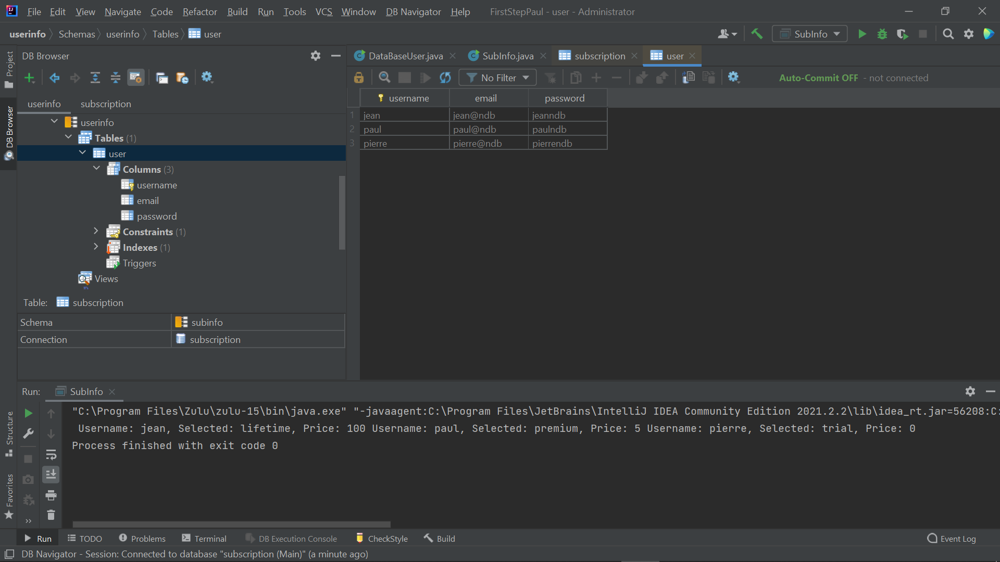 File Edit View Navigate Code Refactor Build Run Tools VCS Window DB Navigator Help FirstStepPaul - user - Administrator
userinfo Schemas userinfo Tables user SubInfo
Project
DB Browser
Structure
Favorites
DB Browser
userinfo subscription
userinfo
Tables (1)
user
Columns (3)
username
email
password
Constraints (1)
Indexes (1)
Triggers
Views
Table: subscription
Schema subinfo
Connection subscription
DataBaseUser.java SubInfo.java subscription user
No Filter Auto-Commit OFF - not connected
username email password
1 jean jean@ndb jeanndb
2 paul paul@ndb paulndb
3 pierre pierre@ndb pierrendb
Run: SubInfo
"C:\Program Files\Zulu\zulu-15\bin\java.exe" "-javaagent:C:\Program Files\JetBrains\IntelliJ IDEA Community Edition 2021.2.2\lib\idea_rt.jar=56208:C:
Username: jean, Selected: lifetime, Price: 100 Username: paul, Selected: premium, Price: 5 Username: pierre, Selected: trial, Price: 0
Process finished with exit code 0
Run TODO Problems Terminal DB Execution Console CheckStyle Build Event Log
DB Navigator - Session: Connected to database "subscription (Main)" (a minute ago)